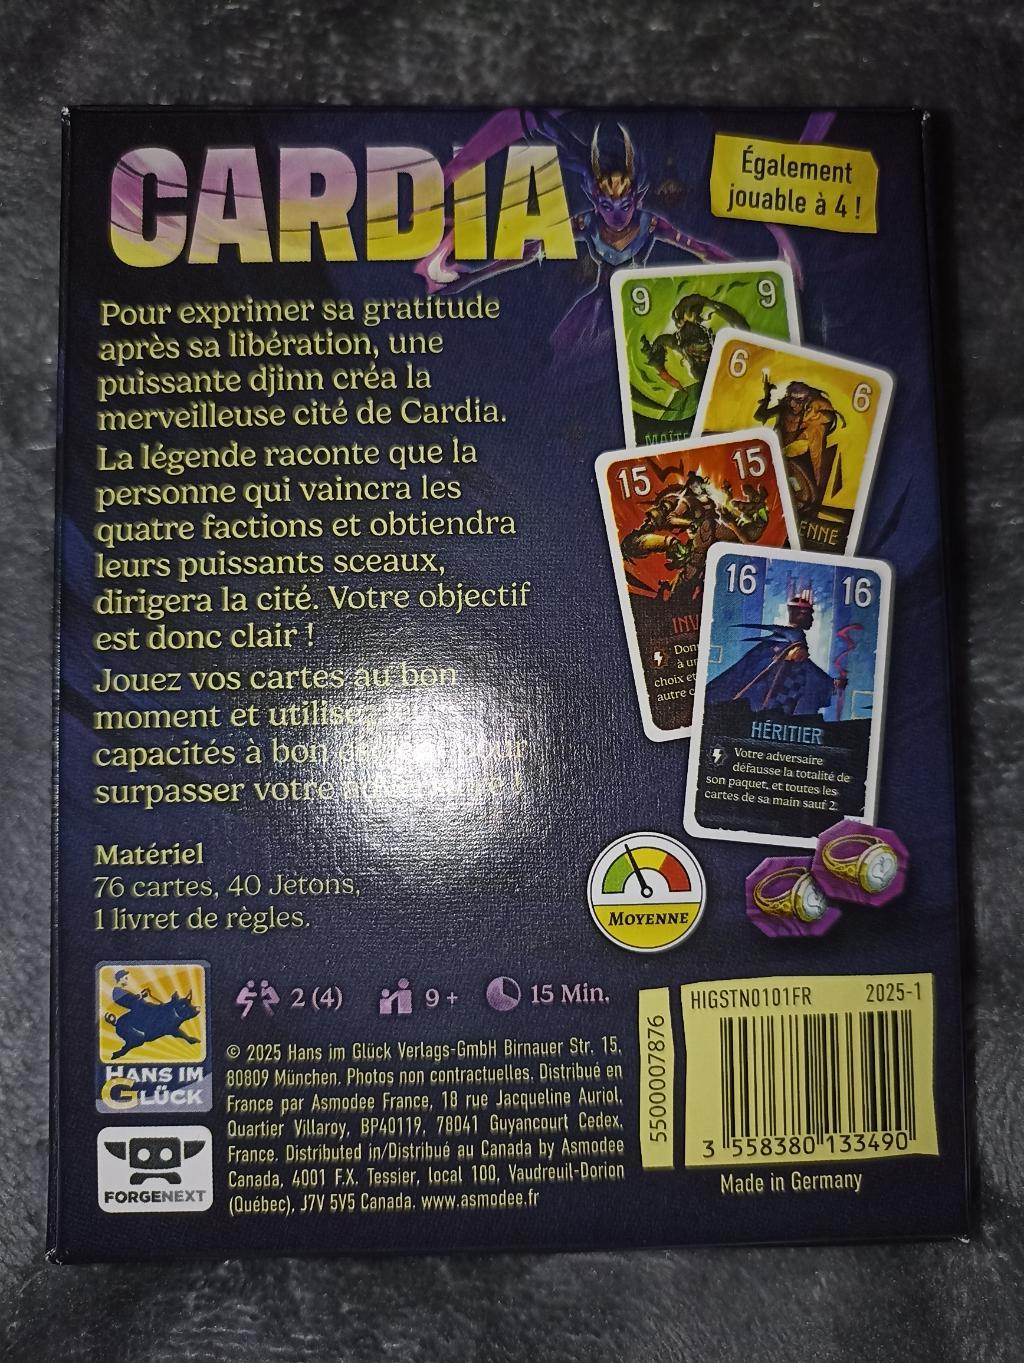 CARDIA
Également
jouable à 4 !
Pour exprimer sa gratitude
après sa libération, une
puissante djinn créa la
merveilleuse cité de Cardia.
La légende raconte que la
personne qui vaincra les
quatre factions et obtiendra
leurs puissants sceaux,
dirigera la cité. Votre objectif
est donc clair !
Jouez vos cartes au bon
moment et utilisez
capacités à bon pour
surpasser votre
9 9
6 6
ENNE
15 15
INV
Don
à un
choix et
autre c
16 16
HÉRITIER
Votre adversaire
défausse la totalité de
son paquet, et toutes les
cartes de sa main sauf 2.
Matériel
76 cartes, 40 Jetons,
1 livret de règles.
MOYENNE
2 (4) 9+ 15 Min.
HANS IM
GLÜCK
FORGENEXT
© 2025 Hans im Glück Verlags-GmbH Birnauer Str. 15,
80809 München. Photos non contractuelles. Distribué en
France par Asmodee France, 18 rue Jacqueline Auriol,
Quartier Villaroy, BP40119, 78041 Guyancourt Cedex.
France. Distributed in/Distribué au Canada by Asmodee
Canada, 4001 F.X. Tessier, local 100, Vaudreuil-Dorion
(Québec), J7V 5V5 Canada. www.asmodee.fr
5500007876
HIGSTN0101FR 2025-1
3 558380 133490
Made in Germany